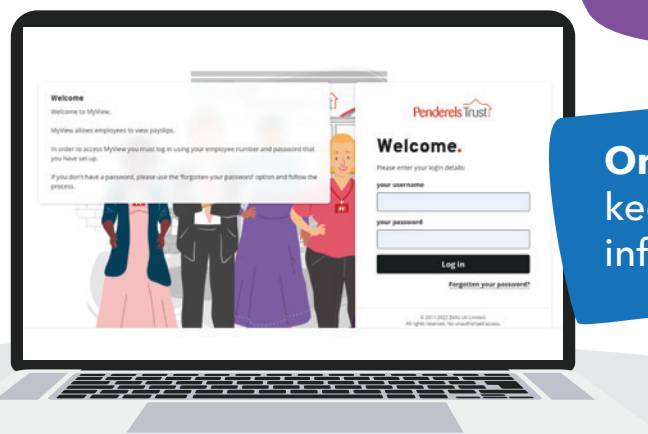 Welcome
Welcome to MyView.
MyView allows employees to view payslips.
In order to access MyView you must log in using your employee number and password that
you have set up.
If you don't have a password, please use the 'forgotten your password' option and follow the
process.
Penderels Trust
Welcome.
Please enter your login details:
your username
your password
Log in
Forgotten your password?
© 2011-2022 Zellis UK Limited
All rights reserved. No unauthorised access.
On
kee
inf